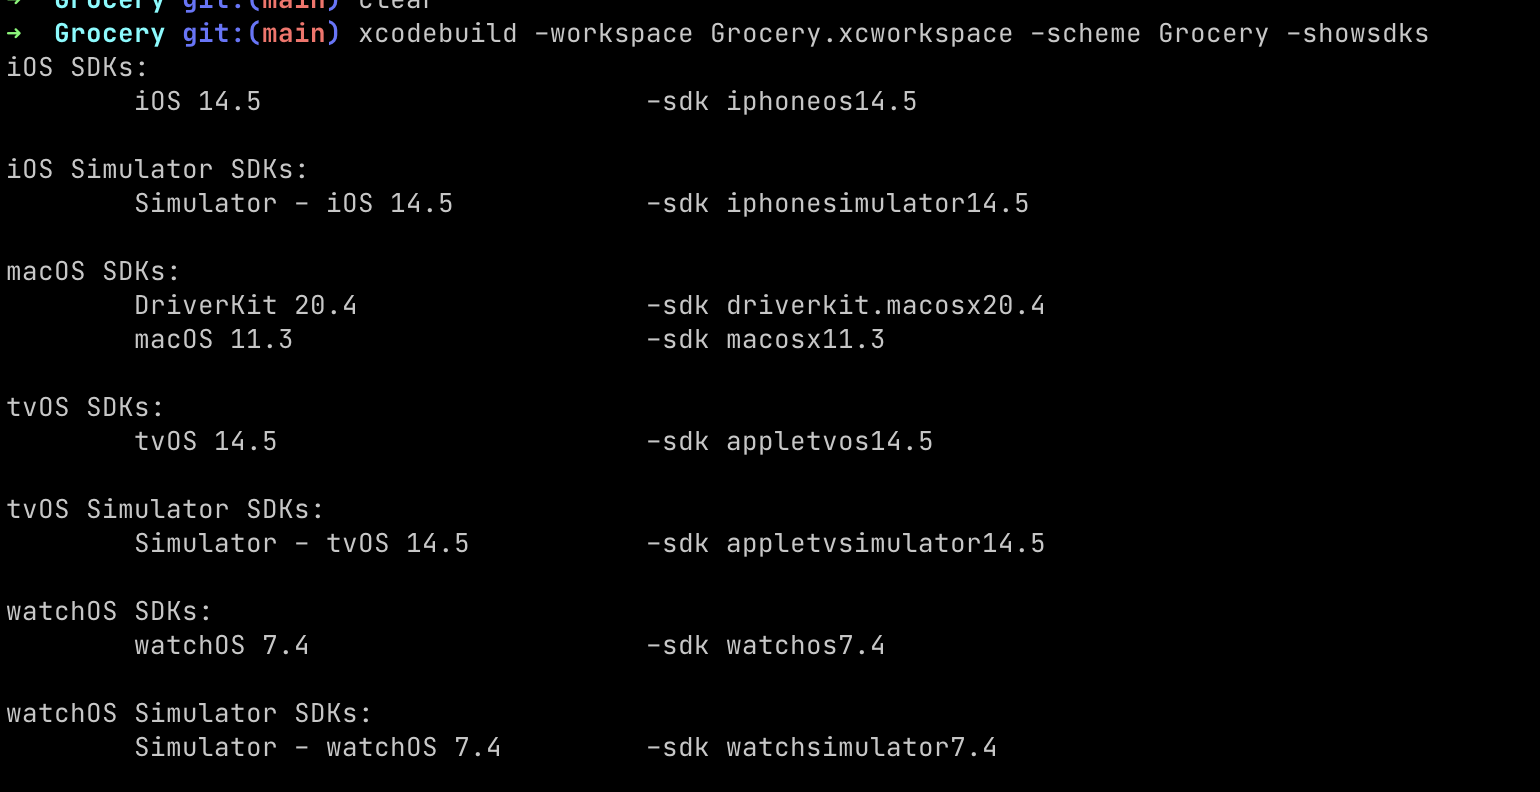 ➜  Grocery git:(main) clear
➜  Grocery git:(main) xcodebuild -workspace Grocery.xcworkspace -scheme Grocery -showsdks
iOS SDKs:
        iOS 14.5                        -sdk iphoneos14.5
iOS Simulator SDKs:
        Simulator - iOS 14.5            -sdk iphonesimulator14.5
macOS SDKs:
        DriverKit 20.4                  -sdk driverkit.macosx20.4
        macOS 11.3                      -sdk macosx11.3
tvOS SDKs:
        tvOS 14.5                       -sdk appletvos14.5
tvOS Simulator SDKs:
        Simulator - tvOS 14.5           -sdk appletvsimulator14.5
watchOS SDKs:
        watchOS 7.4                     -sdk watchos7.4
watchOS Simulator SDKs:
        Simulator - watchOS 7.4         -sdk watchsimulator7.4